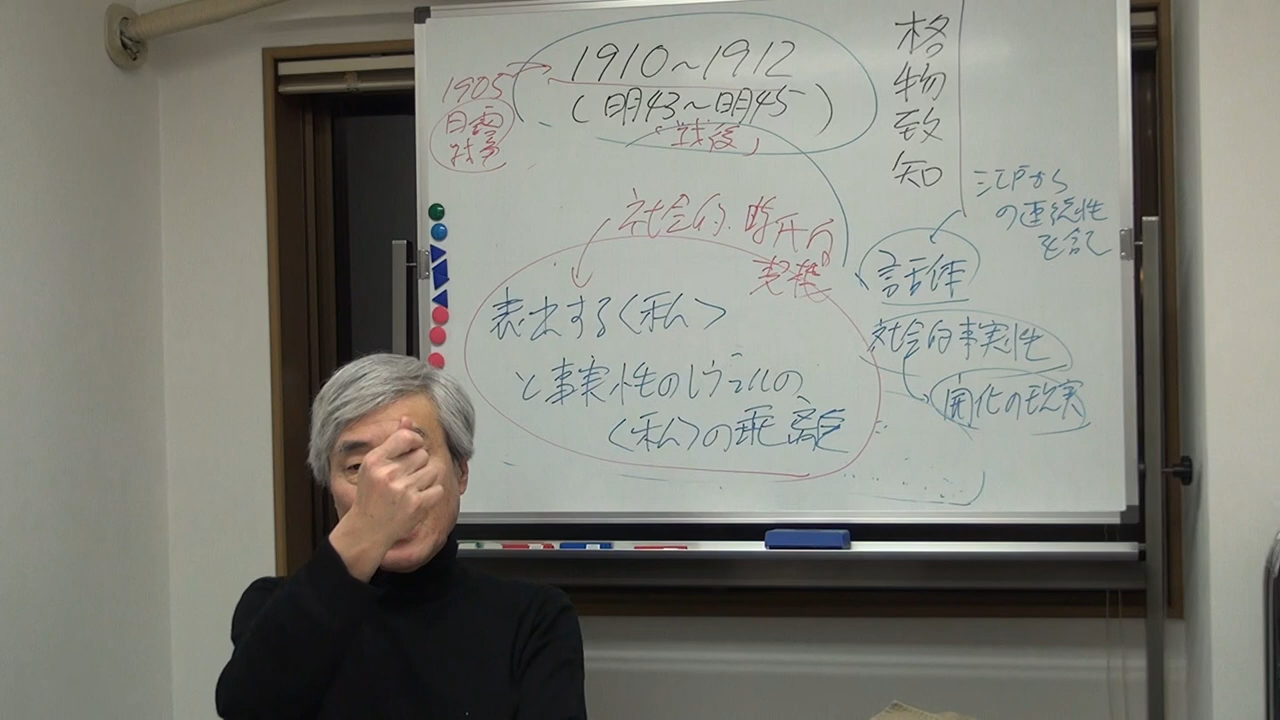 1910~1912
(明43~明45)
「戦後」
1905
日露
戦争
社会的.時代的
契機
表出する〈私〉
と事実性のレヴェルの、
〈私〉の乖離
格物致知
江戸から
の連続性
を含む
話体
社会的事実性
開化の現実